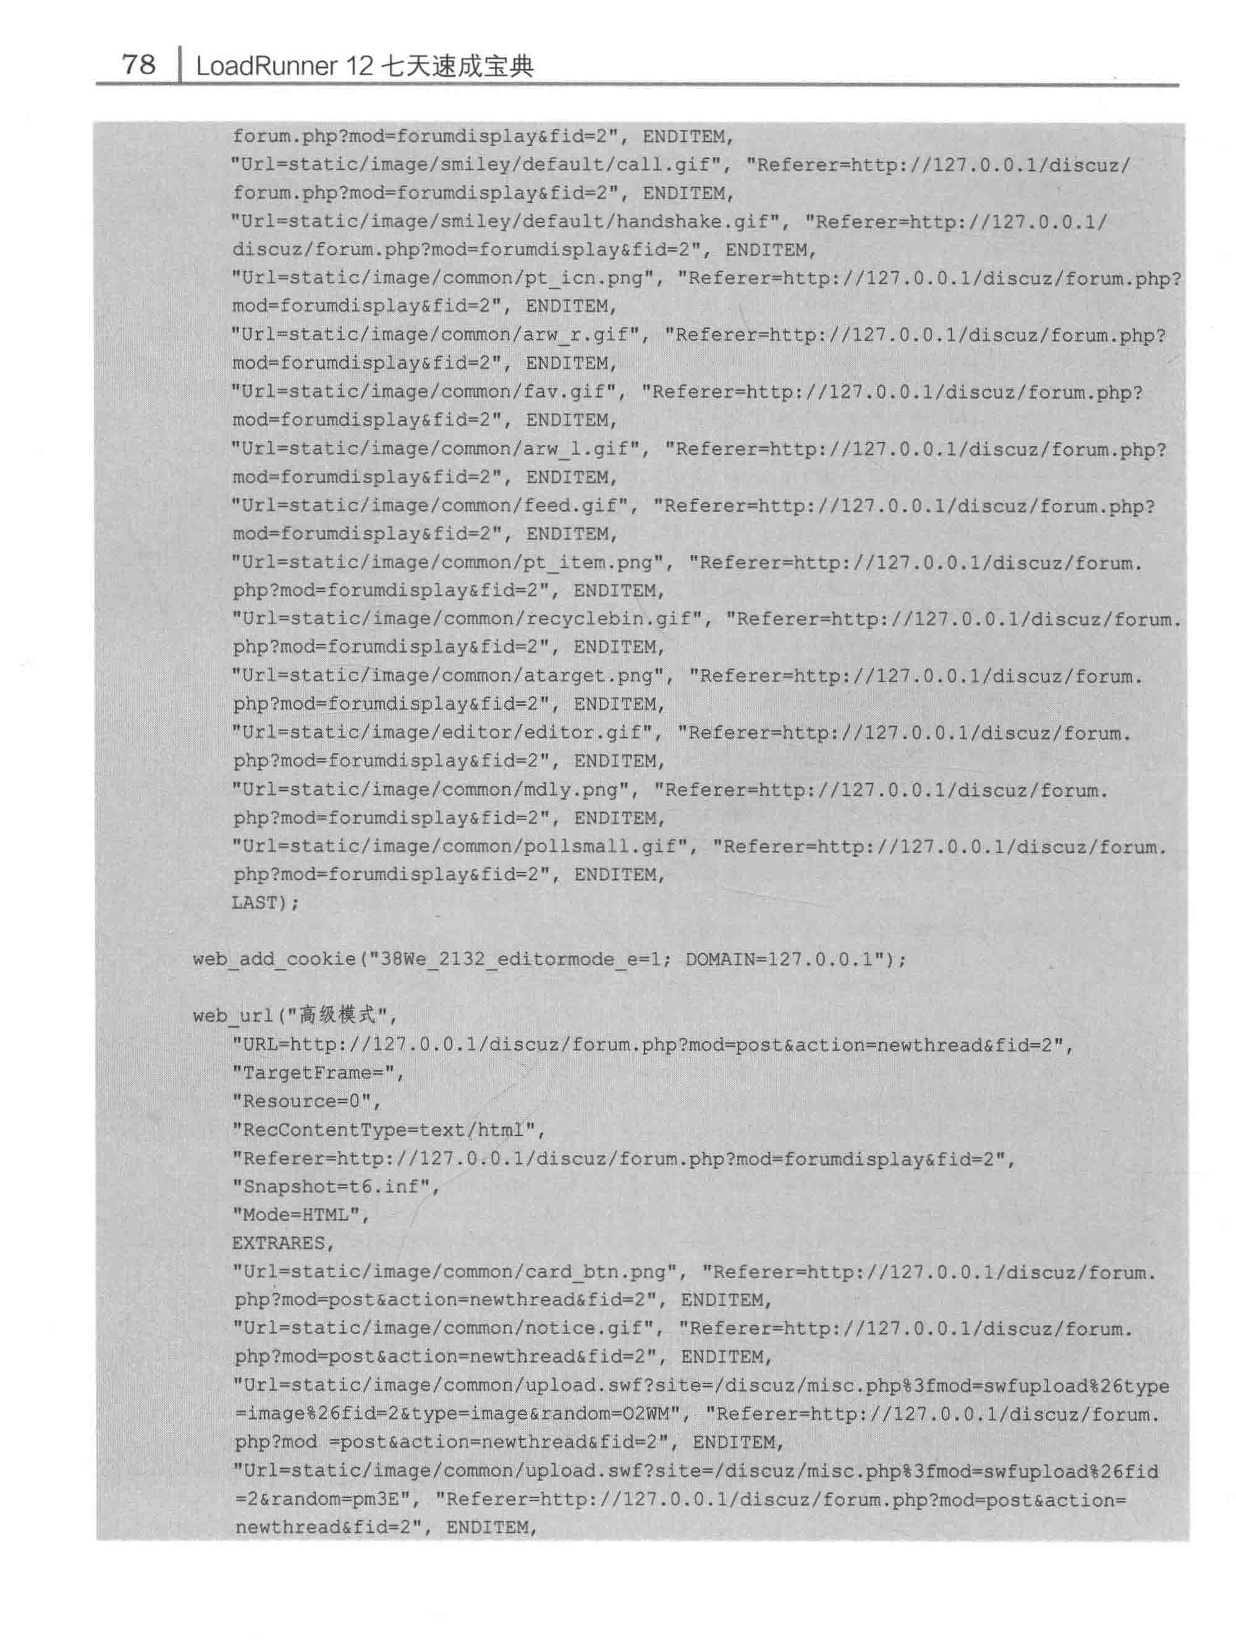 78 LoadRunner 12 七天速成宝典
forum.php?mod=forumdisplay&fid=2", ENDITEM,
"Url=static/image/smiley/default/call.gif", "Referer=http://127.0.0.1/discuz/
forum.php?mod=forumdisplay&fid=2", ENDITEM,
"Url=static/image/smiley/default/handshake.gif", "Referer=http://127.0.0.1/
discuz/forum.php?mod=forumdisplay&fid=2", ENDITEM,
"Url=static/image/common/pt_icn.png", "Referer=http://127.0.0.1/discuz/forum.php?
mod=forumdisplay&fid=2", ENDITEM,
"Url=static/image/common/arw_r.gif", "Referer=http://127.0.0.1/discuz/forum.php?
mod=forumdisplay&fid=2", ENDITEM,
"Url=static/image/common/fav.gif", "Referer=http://127.0.0.1/discuz/forum.php?
mod=forumdisplay&fid=2", ENDITEM,
"Url=static/image/common/arw_l.gif", "Referer=http://127.0.0.1/discuz/forum.php?
mod=forumdisplay&fid=2", ENDITEM,
"Url=static/image/common/feed.gif", "Referer=http://127.0.0.1/discuz/forum.php?
mod=forumdisplay&fid=2", ENDITEM,
"Url=static/image/common/pt_item.png", "Referer=http://127.0.0.1/discuz/forum.
php?mod=forumdisplay&fid=2", ENDITEM,
"Url=static/image/common/recyclebin.gif", "Referer=http://127.0.0.1/discuz/forum.
php?mod=forumdisplay&fid=2", ENDITEM,
"Url=static/image/common/atarget.png", "Referer=http://127.0.0.1/discuz/forum.
php?mod=forumdisplay&fid=2", ENDITEM,
"Url=static/image/editor/editor.gif", "Referer=http://127.0.0.1/discuz/forum.
php?mod=forumdisplay&fid=2", ENDITEM,
"Url=static/image/common/mdly.png", "Referer=http://127.0.0.1/discuz/forum.
php?mod=forumdisplay&fid=2", ENDITEM,
"Url=static/image/common/pollsmall.gif", "Referer=http://127.0.0.1/discuz/forum.
php?mod=forumdisplay&fid=2", ENDITEM,
LAST);
web_add_cookie("38We_2132_editormode_e=1; DOMAIN=127.0.0.1");
web_url("高级模式",
"URL=http://127.0.0.1/discuz/forum.php?mod=post&action=newthread&fid=2",
"TargetFrame=",
"Resource=0",
"RecContentType=text/html",
"Referer=http://127.0.0.1/discuz/forum.php?mod=forumdisplay&fid=2",
"Snapshot=t6.inf",
"Mode=HTML",
EXTRARES,
"Url=static/image/common/card_btn.png", "Referer=http://127.0.0.1/discuz/forum.
php?mod=post&action=newthread&fid=2", ENDITEM,
"Url=static/image/common/notice.gif", "Referer=http://127.0.0.1/discuz/forum.
php?mod=post&action=newthread&fid=2", ENDITEM,
"Url=static/image/common/upload.swf?site=/discuz/misc.php%3fmod=swfupload%26type
=image%26fid=2&type=image&random=O2WM", "Referer=http://127.0.0.1/discuz/forum.
php?mod =post&action=newthread&fid=2", ENDITEM,
"Url=static/image/common/upload.swf?site=/discuz/misc.php%3fmod=swfupload%26fid
=2&random=pm3E", "Referer=http://127.0.0.1/discuz/forum.php?mod=post&action=
newthread&fid=2", ENDITEM,